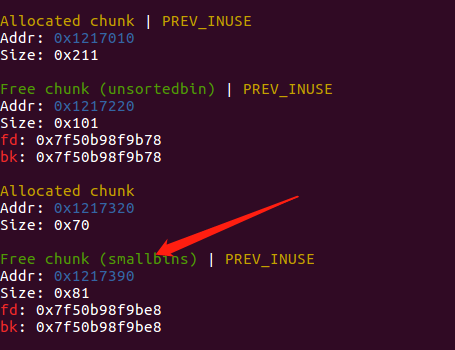 Allocated chunk | PREV_INUSE
Addr: 0x1217010
Size: 0x211
Free chunk (unsortedbin) | PREV_INUSE
Addr: 0x1217220
Size: 0x101
fd: 0x7f50b98f9b78
bk: 0x7f50b98f9b78
Allocated chunk
Addr: 0x1217320
Size: 0x70
Free chunk (smallbins) | PREV_INUSE
Addr: 0x1217390
Size: 0x81
fd: 0x7f50b98f9be8
bk: 0x7f50b98f9be8